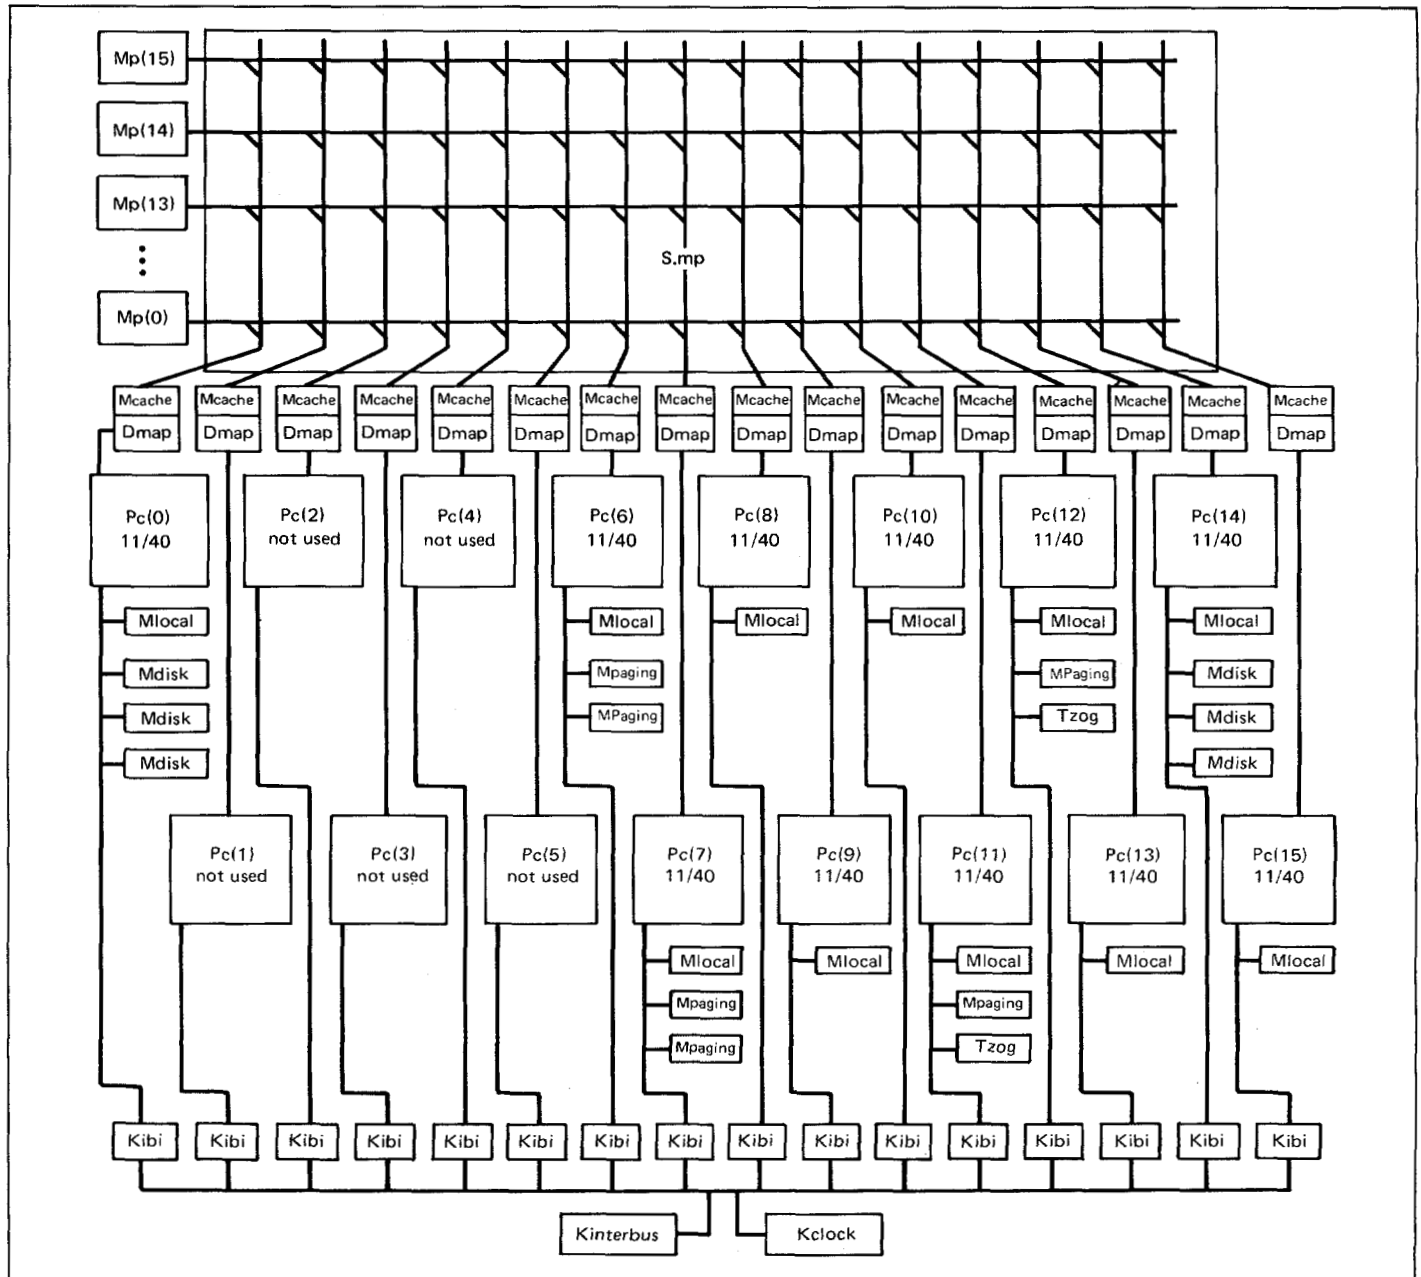 Mp(15)
Mp(14)
Mp(13)
S.mp
Mp(0)
Mcache Mcache Mcache Mcache Mcache Mcache Mcache Mcache Mcache Mcache Mcache Mcache Mcache Mcache Mcache Mcache
Dmap Dmap Dmap Dmap Dmap Dmap Dmap Dmap Dmap Dmap Dmap Dmap Dmap Dmap Dmap Dmap
Pc(0) Pc(2) Pc(4) Pc(6) Pc(8) Pc(10) Pc(12) Pc(14)
11/40 not used not used 11/40 11/40 11/40 11/40 11/40
Mlocal Mlocal Mlocal Mlocal Mlocal Mlocal
Mdisk Mpaging MPaging Mdisk
Mdisk MPaging Tzog Mdisk
Mdisk Mdisk
Pc(1) Pc(3) Pc(5) Pc(7) Pc(9) Pc(11) Pc(13) Pc(15)
not used not used not used 11/40 11/40 11/40 11/40 11/40
Mlocal Mlocal Mlocal Mlocal Mlocal
Mpaging Mpaging
Mpaging Tzog
Kibi Kibi Kibi Kibi Kibi Kibi Kibi Kibi Kibi Kibi Kibi Kibi Kibi Kibi Kibi Kibi
Kinterbus Kclock